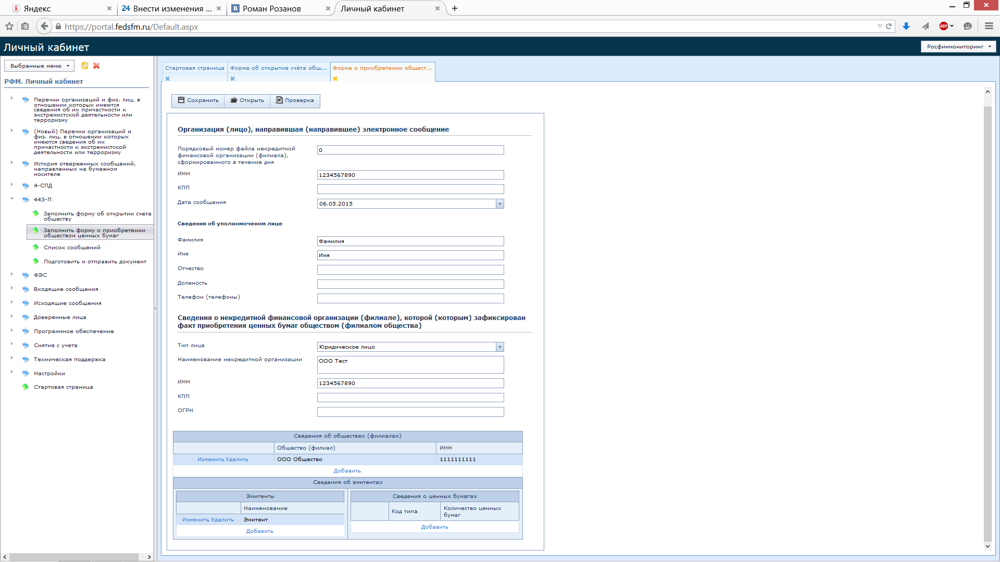 Яндекс
24 Внести изменения ...
В Роман Розанов
Личный кабинет
https://portal.fedsfm.ru/Default.aspx
ABP
Личный кабинет
Росфинмониторинг
Выбранные меню
РФМ. Личный кабинет
Перечни организаций и физ. лиц, в
отношении которых имеются
сведения об их причастности к
экстремистской деятельности или
терроризму
(Новый) Перечни организаций и
физ. лиц, в отношении которых
имеются сведения об их
причастности к экстремистской
деятельности или терроризму
История отверженных сообщений,
направленных на бумажном
носителе
4-СПД
443-П
Заполнить форму об открытии счета
обществу
Заполнить форму о приобретении
обществом ценных бумаг
Список сообщений
Подготовить и отправить документ
ФЭС
Входящие сообщения
Исходящие сообщения
Доверенные лица
Программное обеспечение
Снятие с учета
Техническая поддержка
Настройки
Стартовая страница
Стартовая страница
Форма об открытие счёта общ...
Форма о приобретении общест...
Сохранить
Открыть
Проверка
Организация (лицо), направившая (направившее) электронное сообщение
Порядковый номер файла некредитной
финансовой организации (филиала),
сформированного в течение дня
0
ИНН
1234567890
КПП
Дата сообщения
06.05.2015
Сведения об уполномоченом лице
Фамилия
Фамилия
Имя
Имя
Отчество
Должность
Телефон (телефоны)
Сведения о некредитной финансовой организации (филиале), которой (которым) зафиксирован
факт приобретения ценных бумаг обществом (филиалом общества)
Тип лица
Юридическое лицо
Наименование некредитной организации
ООО Тест
ИНН
1234567890
КПП
ОГРН
Сведения об обществах (филиалах)
Общество (филиал)
ИНН
Изменить Удалить
ООО Общество
1111111111
Добавить
Сведения об эмитентах
Эмитенты
Наименование
Изменить Удалить
Эмитент
Добавить
Сведения о ценных бумагах
Код типа
Количество ценных
бумаг
Добавить